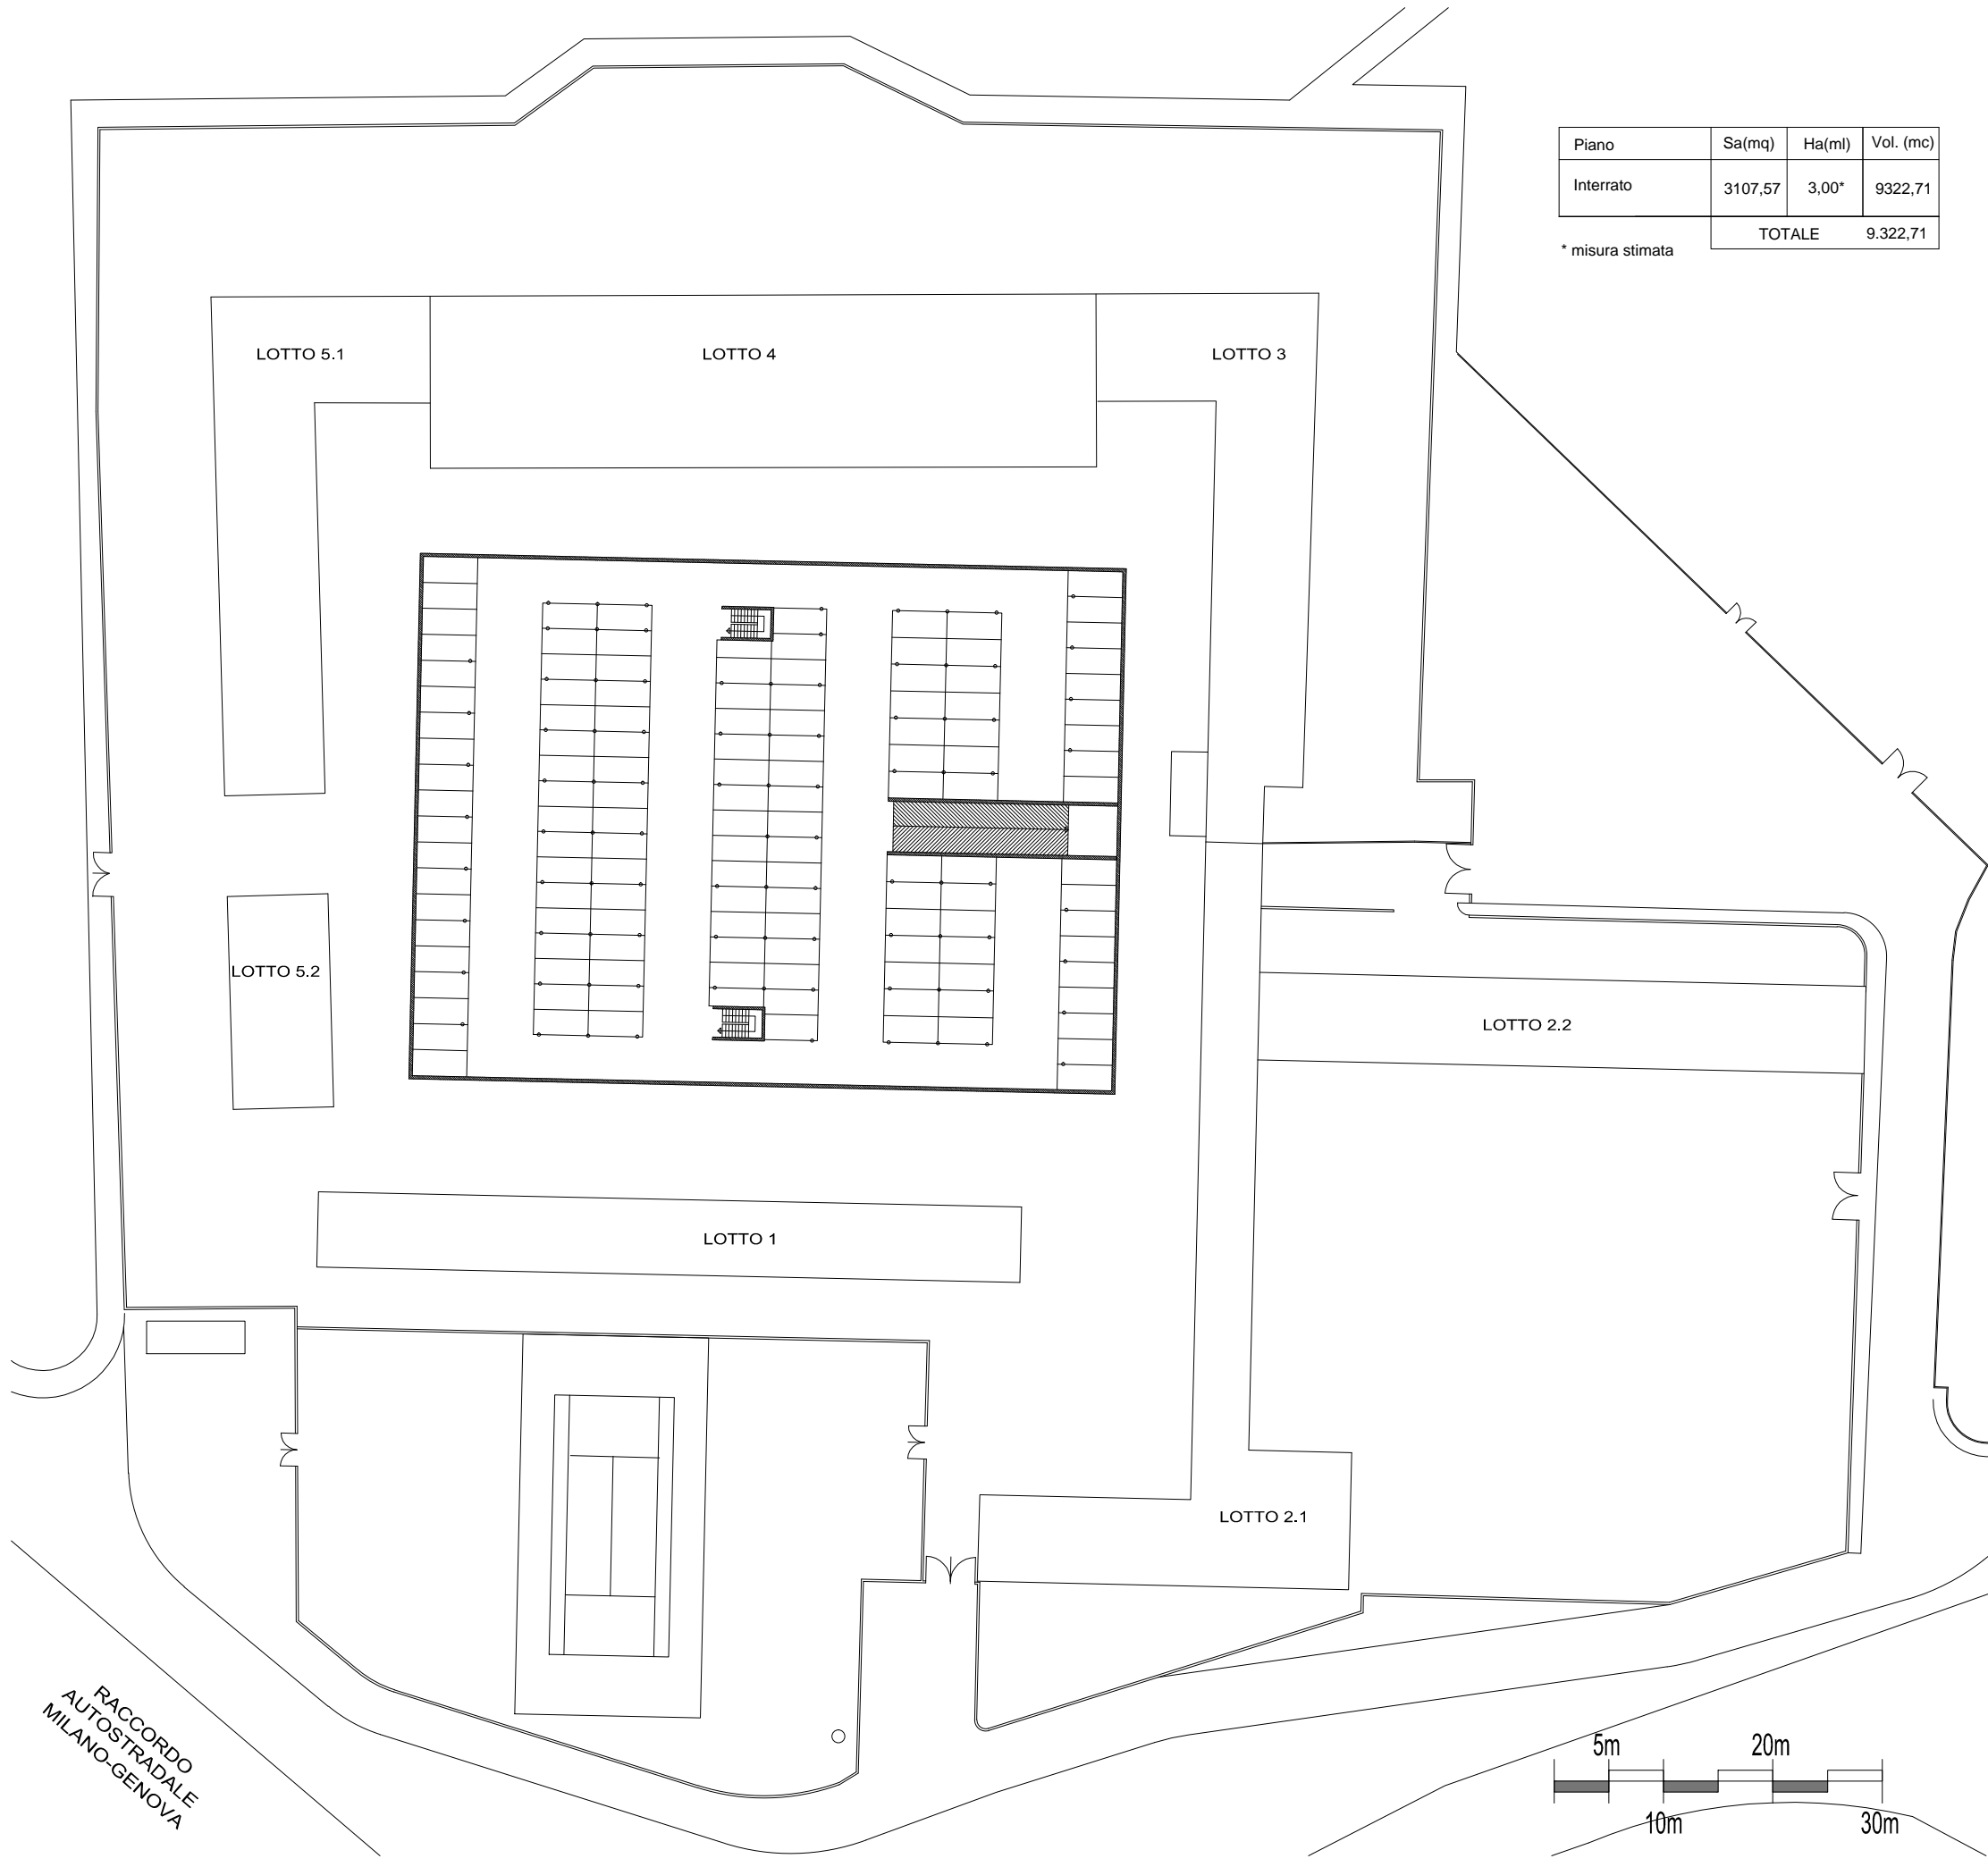 Piano Sa(mq) Ha(ml) Vol. (mc)
Interrato 3107,57 3,00* 9322,71
TOTALE 9.322,71
* misura stimata
LOTTO 5.1 LOTTO 4 LOTTO 3
LOTTO 5.2
LOTTO 2.2
LOTTO 1
LOTTO 2.1
RACCORDO
AUTOSTRADALE
MILANO-GENOVA
5m 20m
10m 30m